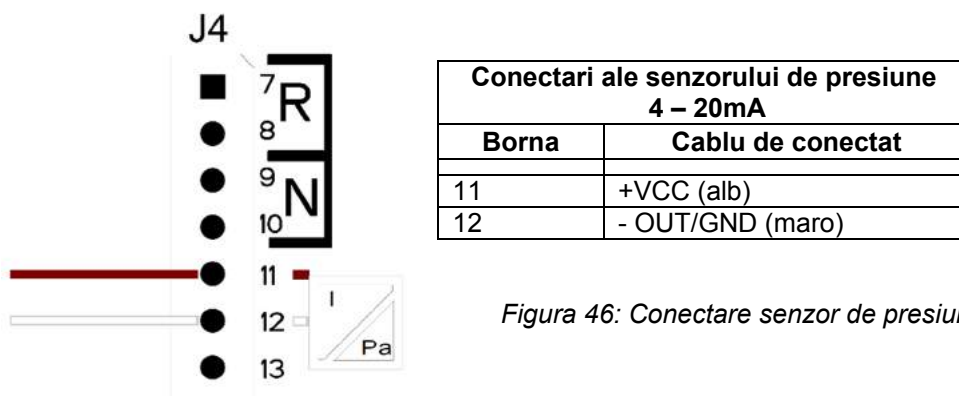 J4
7
R
8
9
N
10
11
12
13
I
Pa
Conectari ale senzorului de presiune
4 – 20mA
Borna Cablu de conectat
11 +VCC (alb)
12 - OUT/GND (maro)
Figura 46: Conectare senzor de